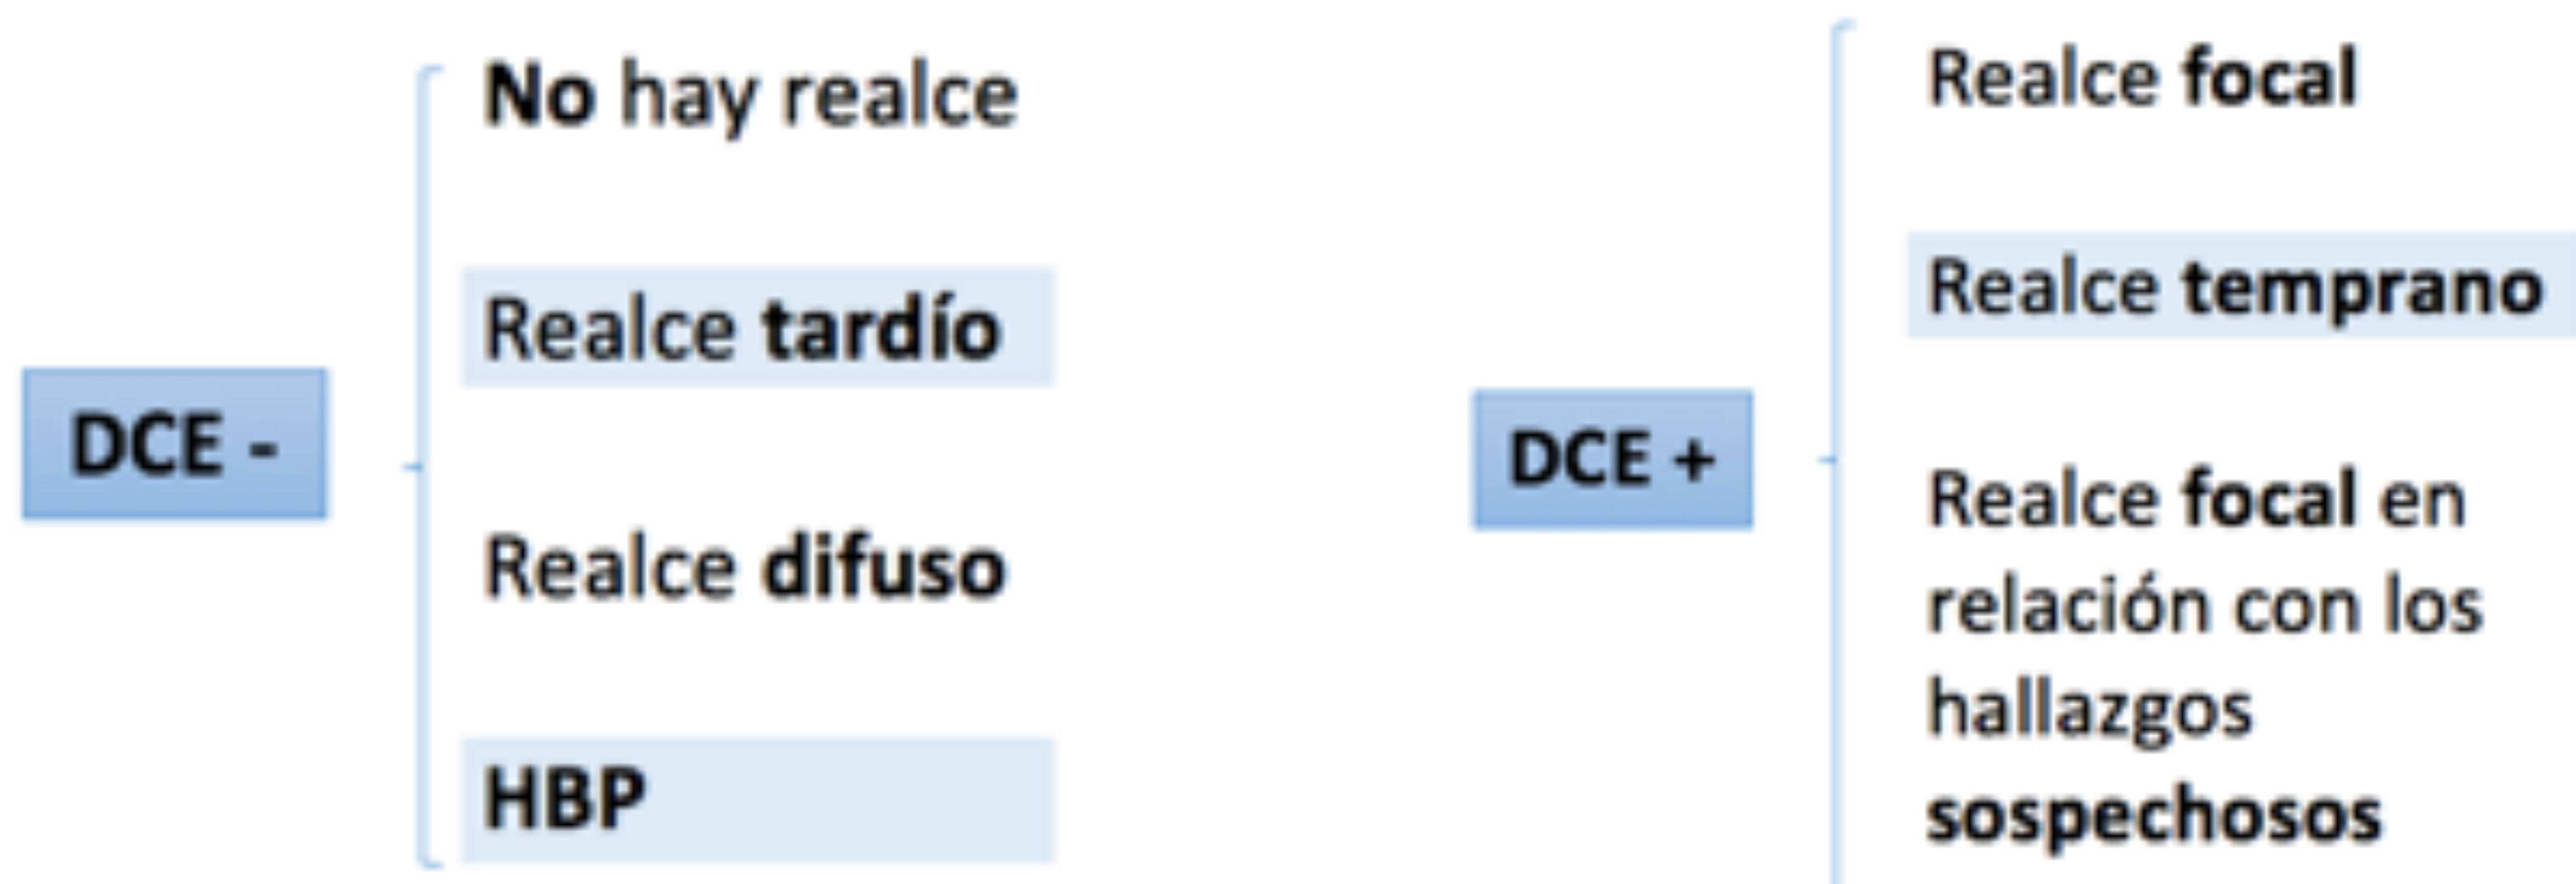 DCE -
No hay realce
Realce tardío
Realce difuso
HBP
DCE +
Realce focal
Realce temprano
Realce focal en
relación con los
hallazgos
sospechosos